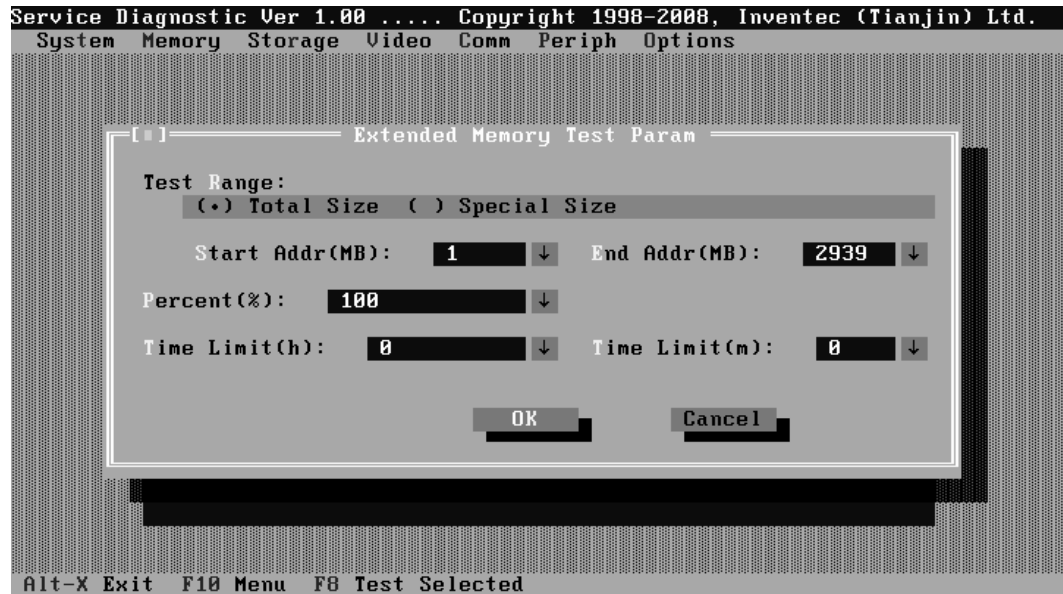 Service Diagnostic Ver 1.00 ..... Copyright 1998-2008, Inventec (Tianjin) Ltd.
System Memory Storage Video Comm Periph Options
Extended Memory Test Param
Test Range:
(•) Total Size ( ) Special Size
Start Addr(MB): 1 ↓ End Addr(MB): 2939 ↓
Percent(%): 100 ↓
Time Limit(h): 0 ↓ Time Limit(m): 0 ↓
OK Cancel
Alt-X Exit F10 Menu F8 Test Selected